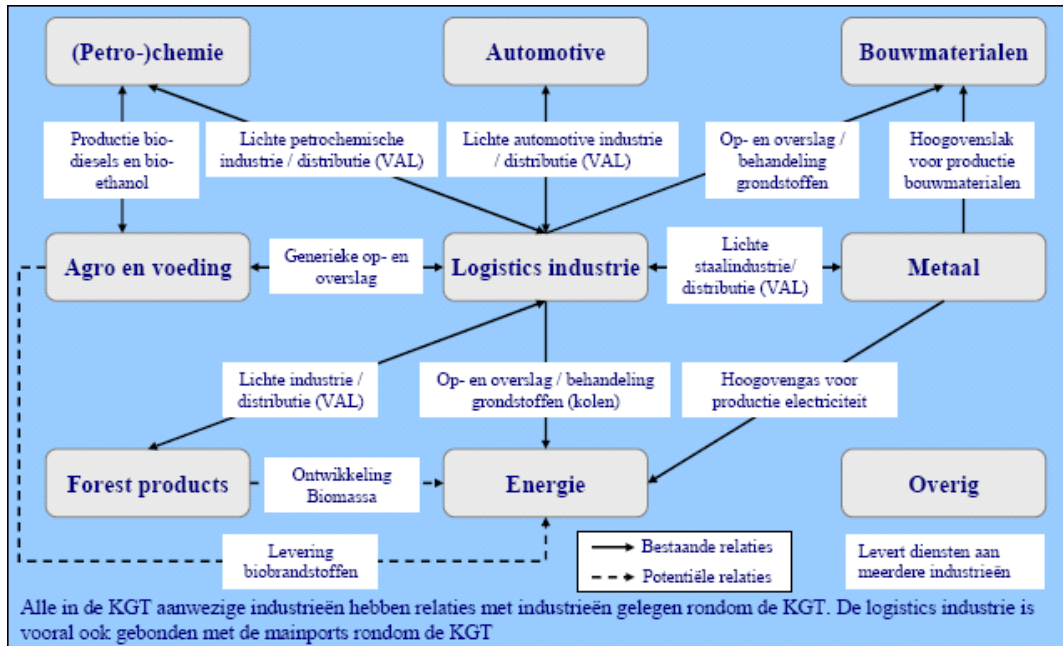 (Petro-)chemie
Automotive
Bouwmaterialen
Productie bio-
diesels en bio-
ethanol
Lichte petrochemische
industrie / distributie (VAL)
Lichte automotive industrie
/ distributie (VAL)
Op- en overslag /
behandeling
grondstoffen
Hoogovenslak
voor productie
bouwmaterialen
Agro en voeding
Generieke op- en
overslag
Logistics industrie
Lichte
staalindustrie/
distributie (VAL)
Metaal
Lichte industrie /
distributie (VAL)
Op- en overslag / behandeling
grondstoffen (kolen)
Hoogovengas voor
productie electriciteit
Forest products
Ontwikkeling
Biomassa
Energie
Overig
Levering
biobrandstoffen
Bestaande relaties
Potentiële relaties
Levert diensten aan
meerdere industrieën
Alle in de KGT aanwezige industrieën hebben relaties met industrieën gelegen rondom de KGT. De logistics industrie is
vooral ook gebonden met de mainports rondom de KGT